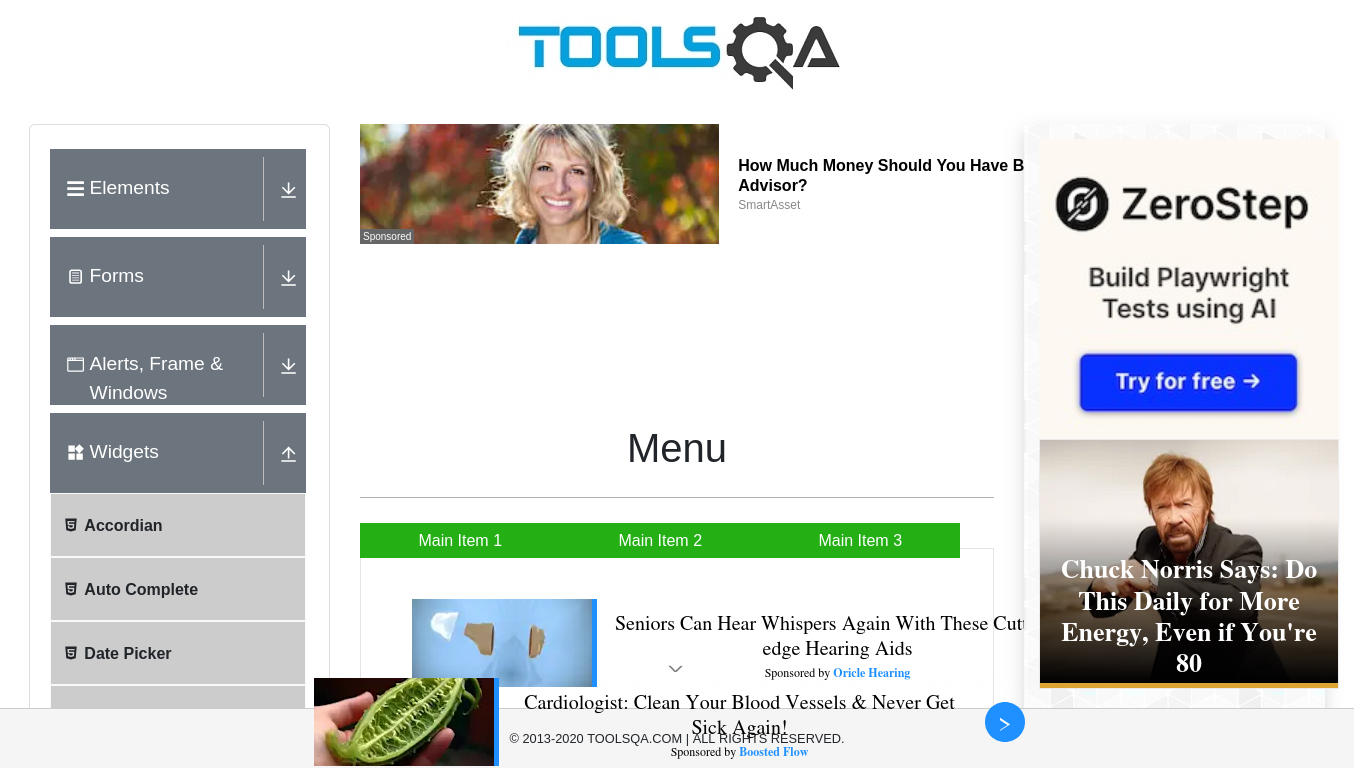 TOOLSQA
Elements
Forms
Alerts, Frame &
Windows
Widgets
Accordian
Auto Complete
Date Picker
Sponsored
How Much Money Should You Have B
Advisor?
SmartAsset
Menu
Main Item 1
Main Item 2
Main Item 3
Seniors Can Hear Whispers Again With These
edge Hearing Aids
Sponsored by Oricle Hearing
Cardiologist: Clean Your Blood Vessels & Never Get
Sick Again!
Sponsored by Boosted Flow
© 2013-2020 TOOLSQA.COM | ALL RIGHTS RESERVED.
ZeroStep
Build Playwright
Tests using AI
Try for free →
Chuck Norris Says: Do
This Daily for More
Energy, Even if You're
80